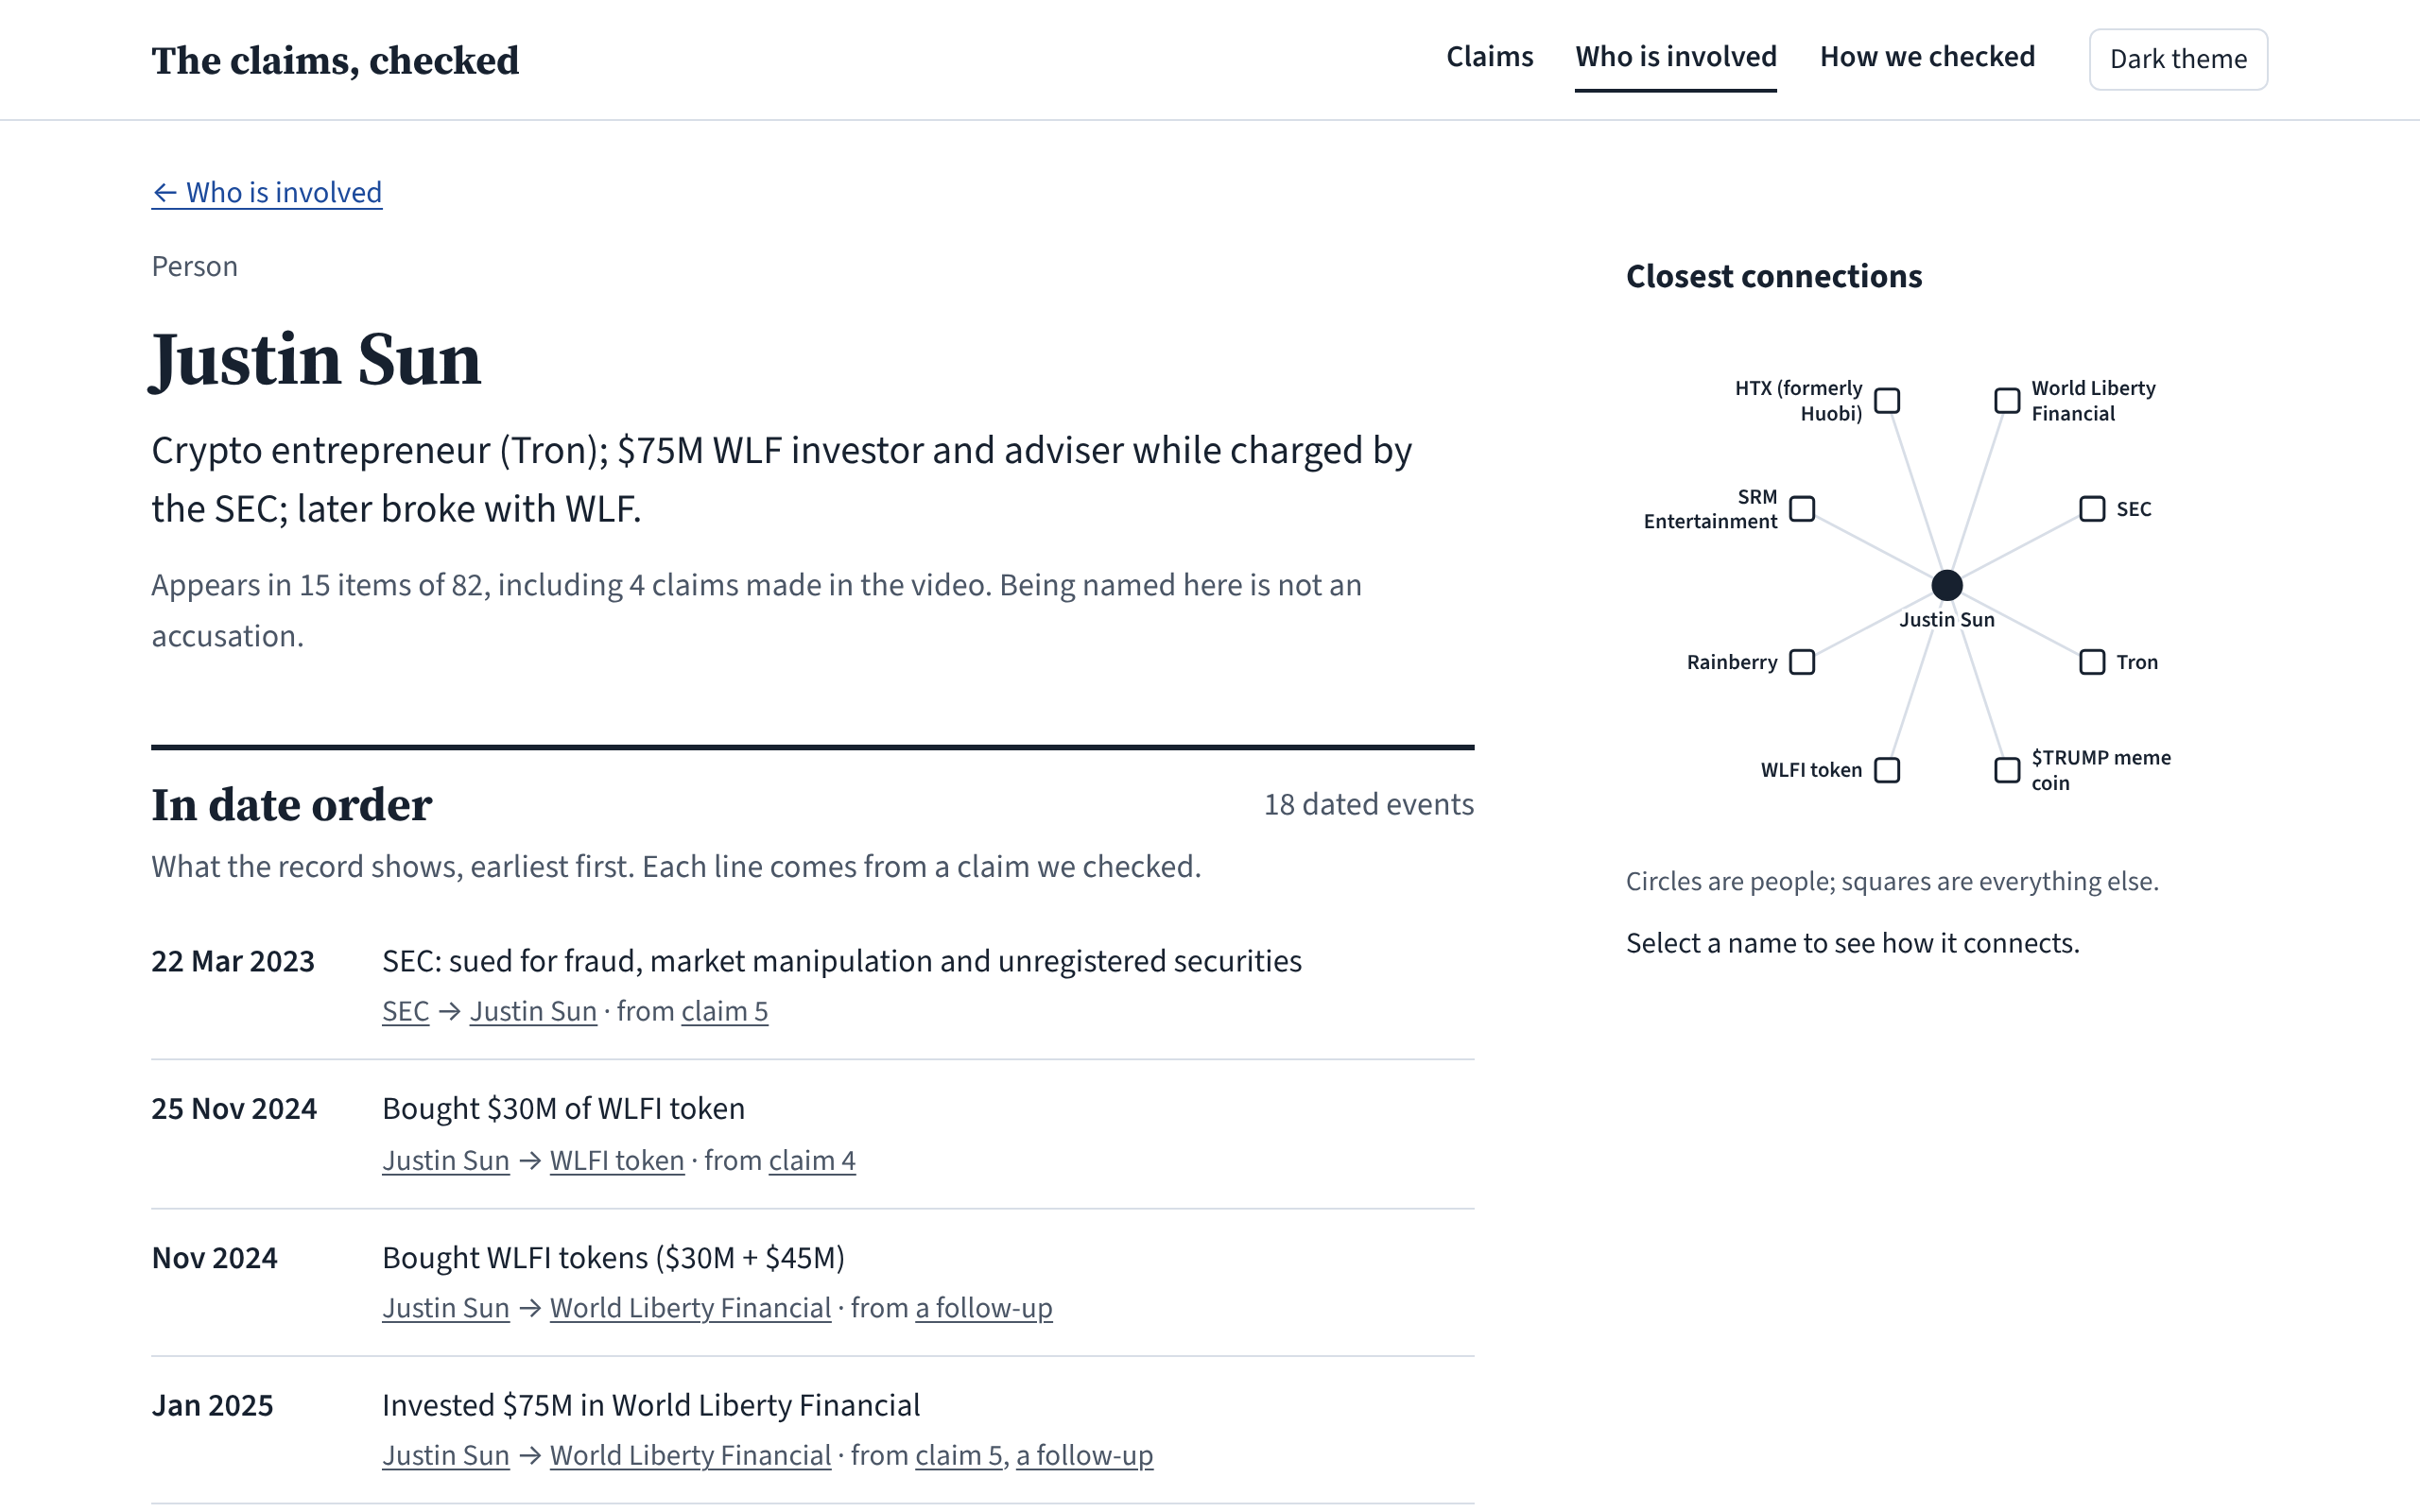 The claims, checked
Claims
Who is involved
How we checked
Dark theme
← Who is involved
Person
Justin Sun
Crypto entrepreneur (Tron); $75M WLF investor and adviser while charged by
the SEC; later broke with WLF.
Appears in 15 items of 82, including 4 claims made in the video. Being named here is not an
accusation.
In date order
18 dated events
What the record shows, earliest first. Each line comes from a claim we checked.
22 Mar 2023
SEC: sued for fraud, market manipulation and unregistered securities
SEC → Justin Sun · from claim 5
25 Nov 2024
Bought $30M of WLFI token
Justin Sun → WLFI token · from claim 4
Nov 2024
Bought WLFI tokens ($30M + $45M)
Justin Sun → World Liberty Financial · from a follow-up
Jan 2025
Invested $75M in World Liberty Financial
Justin Sun → World Liberty Financial · from claim 5, a follow-up
Closest connections
HTX (formerly
Huobi)
World Liberty
Financial
SRM
Entertainment
SEC
Justin Sun
Rainberry
Tron
WLFI token
$TRUMP meme
coin
Circles are people; squares are everything else.
Select a name to see how it connects.